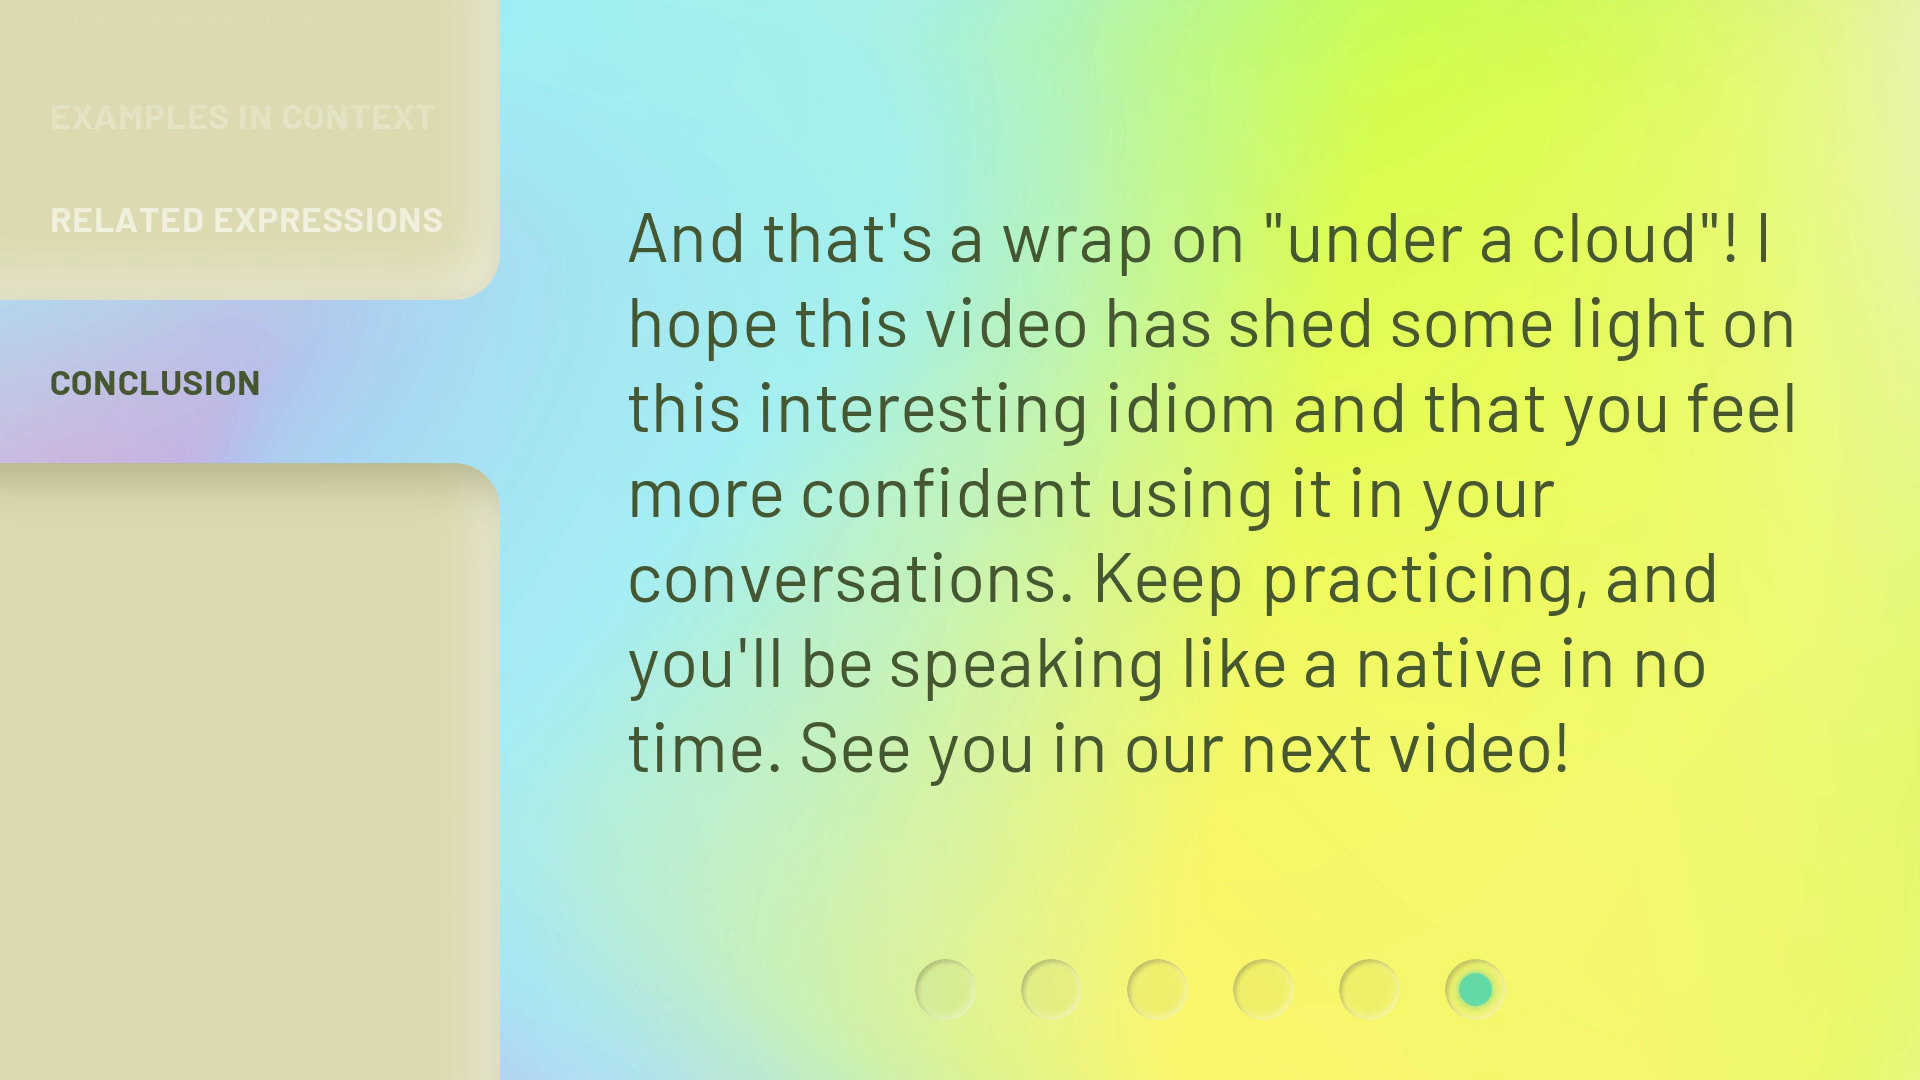 EXAMPLES IN CONTEXT
RELATED EXPRESSIONS
CONCLUSION
And that's a wrap on "under a cloud"! I
hope this video has shed some light on
this interesting idiom and that you feel
more confident using it in your
conversations. Keep practicing, and
you'll be speaking like a native in no
time. See you in our next video!